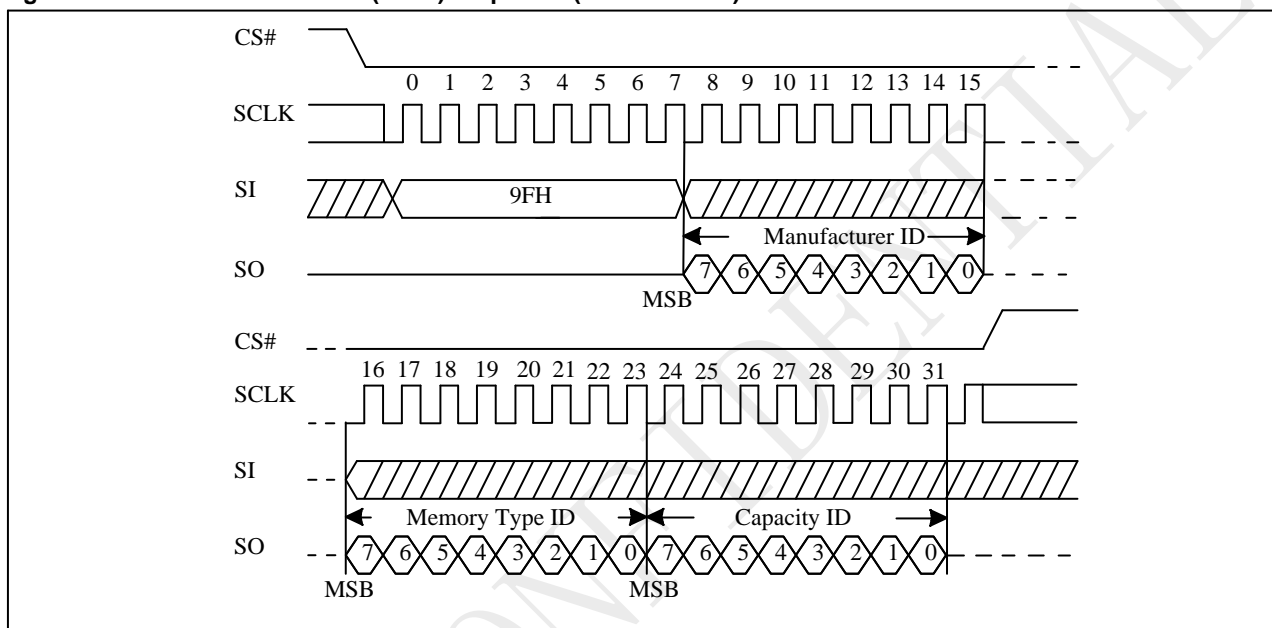 CS#
0 1 2 3 4 5 6 7 8 9 10 11 12 13 14 15
SCLK
SI
9FH
Manufacturer ID
SO
7 6 5 4 3 2 1 0
MSB
CS#
16 17 18 19 20 21 22 23 24 25 26 27 28 29 30 31
SCLK
SI
Memory Type ID Capacity ID
SO
7 6 5 4 3 2 1 0 7 6 5 4 3 2 1 0
MSB MSB